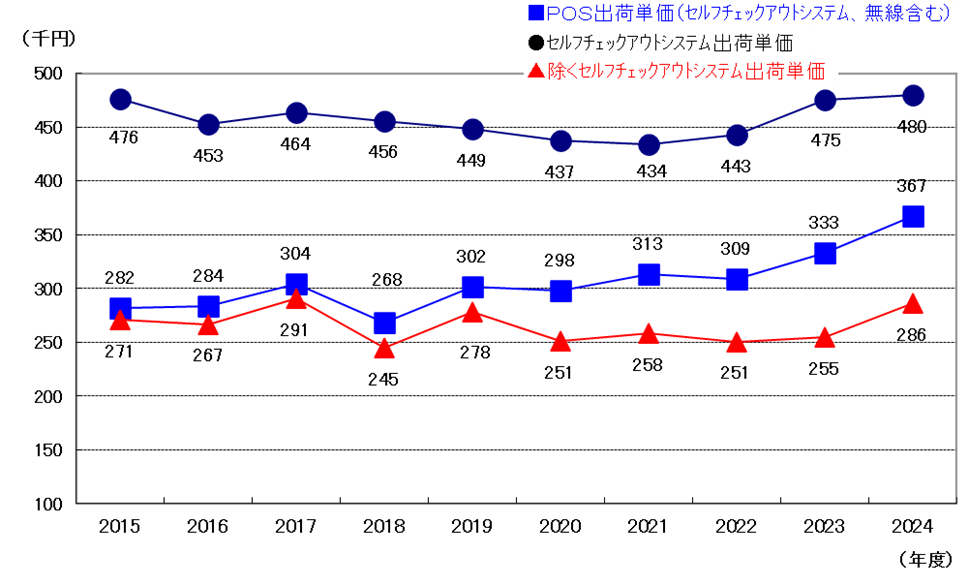 ■ＰＯＳ出荷単価(セルフチェックアウトシステム、無線含む)
（千円）
●セルフチェックアウトシステム出荷単価
▲除くセルフチェックアウトシステム出荷単価
500
476 453 464 456 449 437 434 443 475 480
450
400
367
350
282 284 304 268 302 298 313 309 333
300
271 267 291 245 278 251 258 251 255 286
250
200
150
100
2015 2016 2017 2018 2019 2020 2021 2022 2023 2024
（年度）